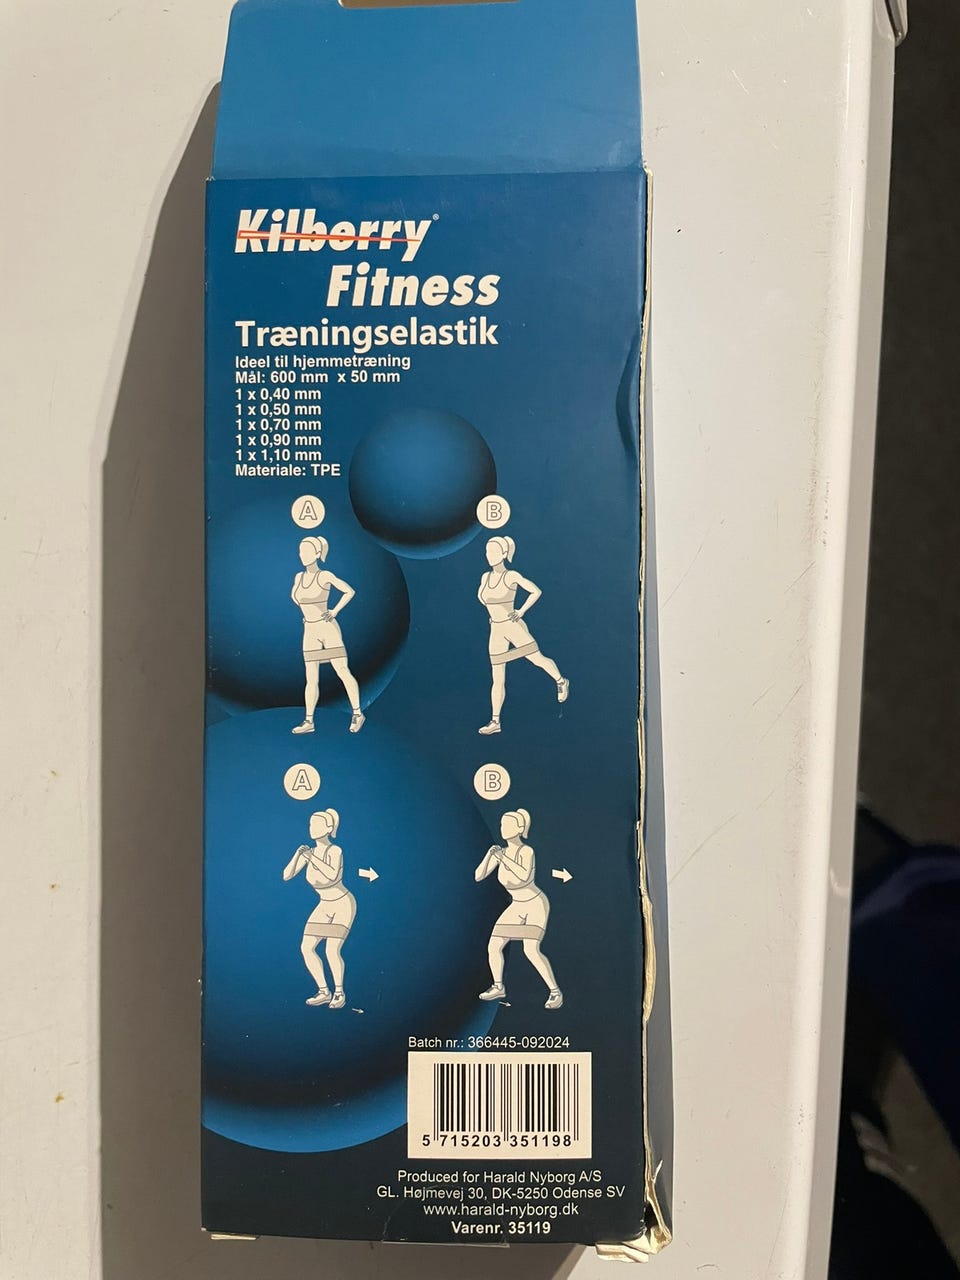 Kilberry®
Fitness
Træningselastik
Ideel til hjemmetræning
Mål: 600 mm x 50 mm
1 x 0,40 mm
1 x 0,50 mm
1 x 0,70 mm
1 x 0,90 mm
1 x 1,10 mm
Materiale: TPE
A B
A B
Batch nr.: 366445-092024
5 715203 351198
Produced for Harald Nyborg A/S
GL. Højmevej 30, DK-5250 Odense SV
www.harald-nyborg.dk
Varenr. 35119